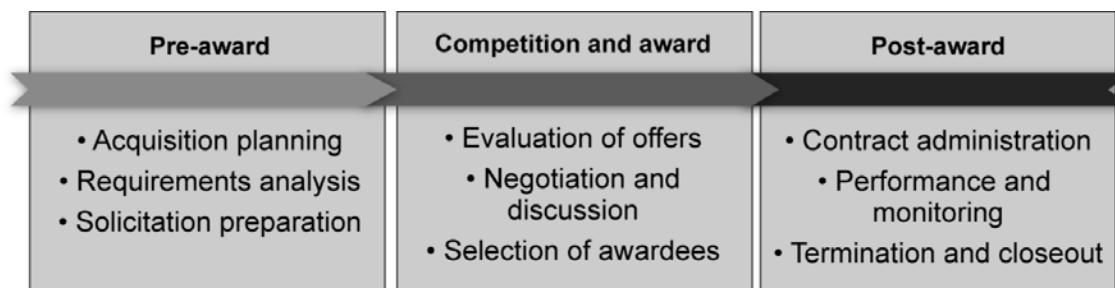 Pre-award
• Acquisition planning
• Requirements analysis
• Solicitation preparation
Competition and award
• Evaluation of offers
• Negotiation and
discussion
• Selection of awardees
Post-award
• Contract administration
• Performance and
monitoring
• Termination and closeout